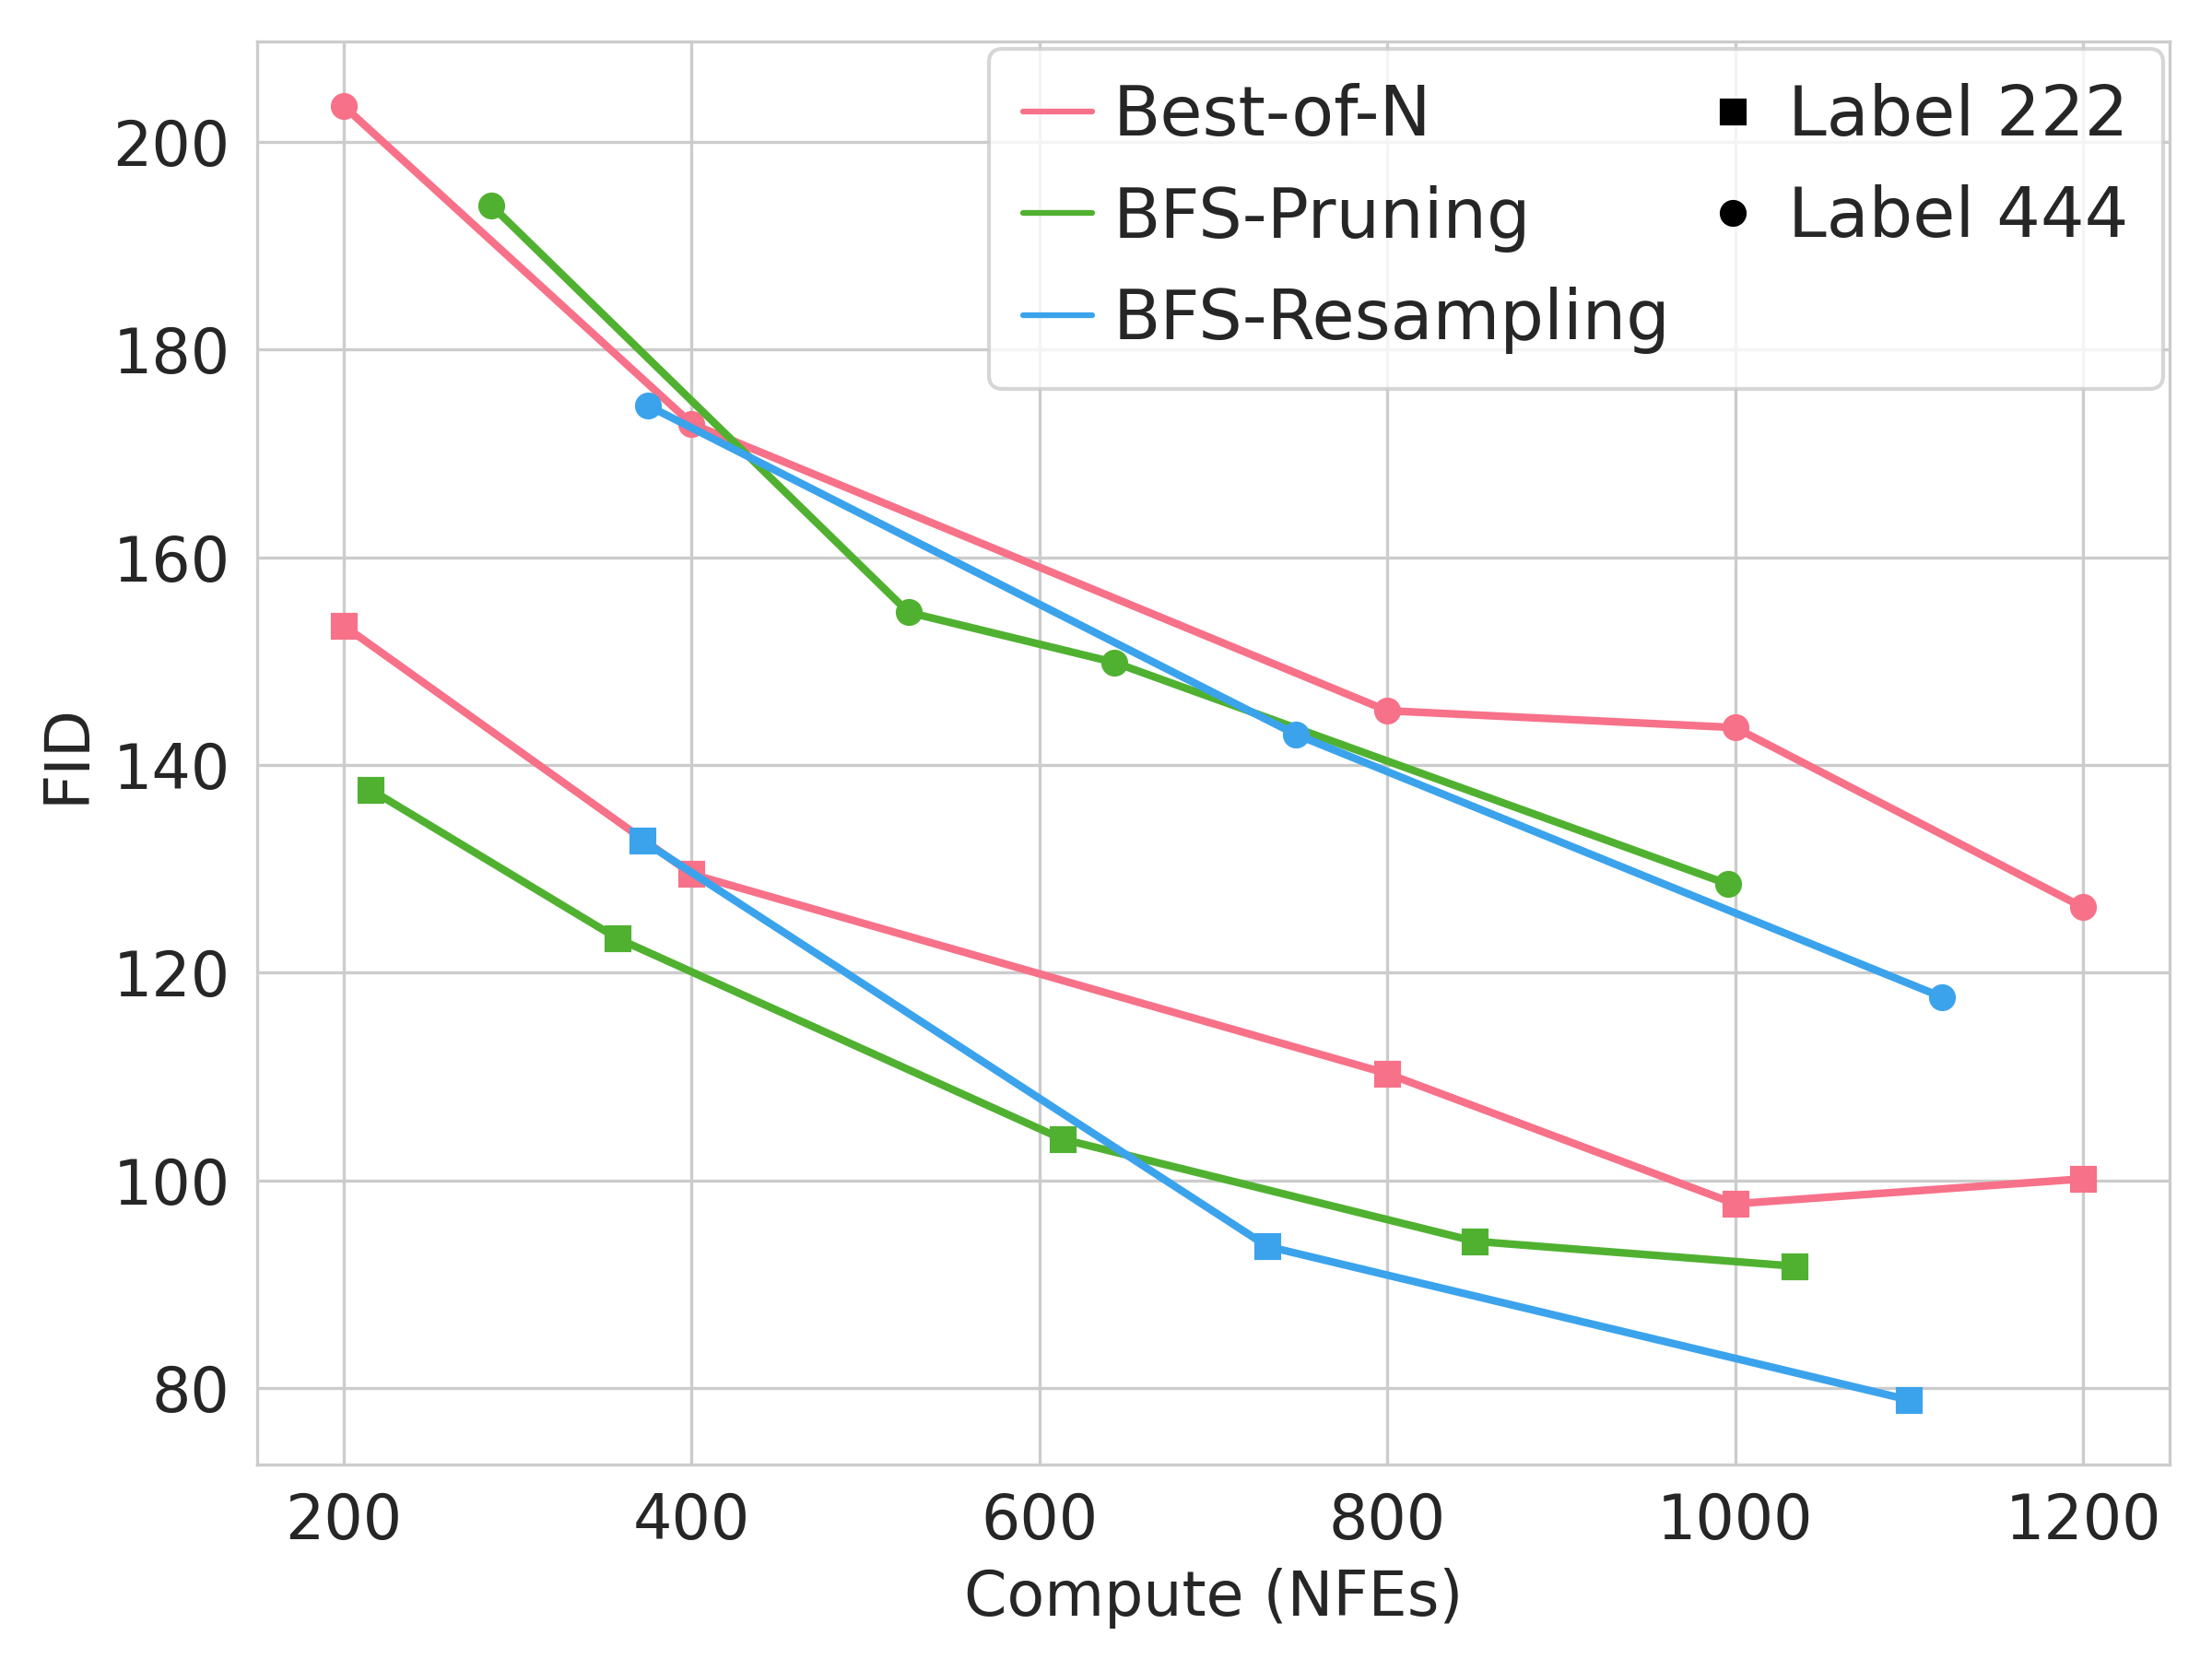 Best-of-N
BFS-Pruning
BFS-Resampling
Label 222
Label 444
FID
200
180
160
140
120
100
80
200 400 600 800 1000 1200
Compute (NFEs)